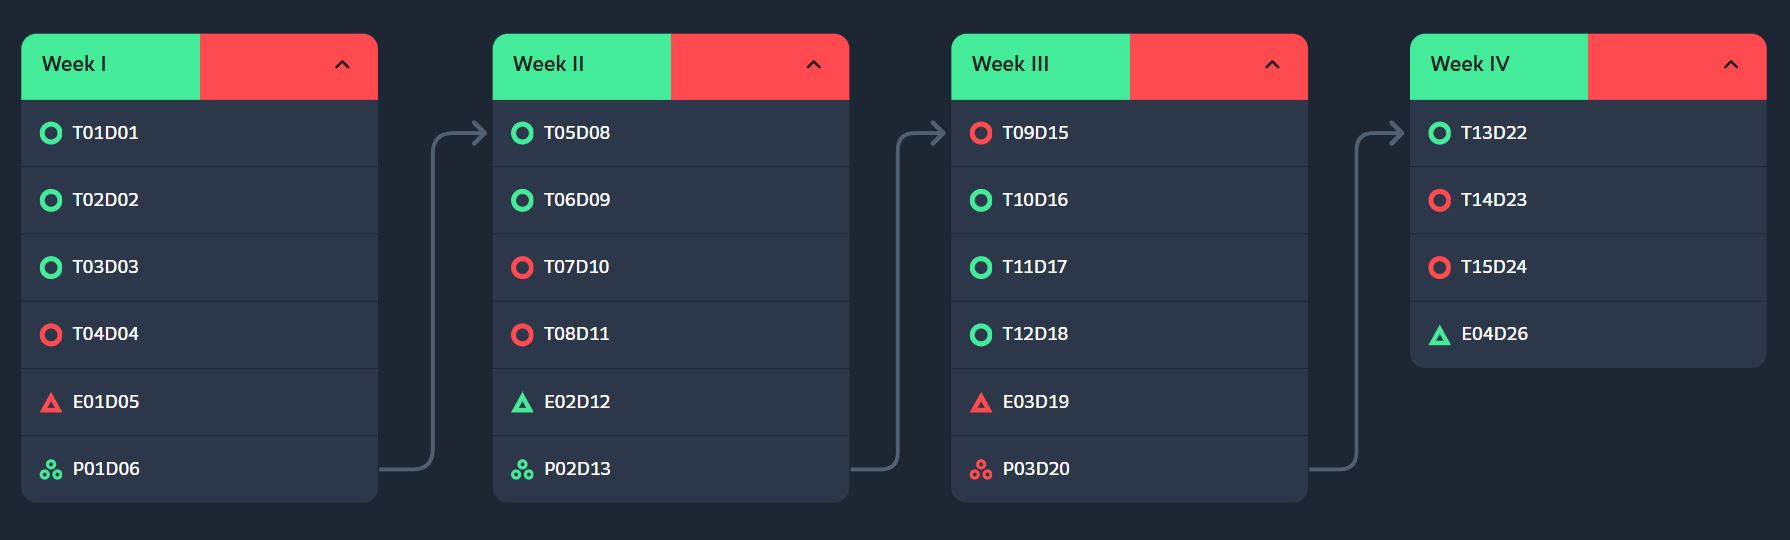 Week I
T01D01
T02D02
T03D03
T04D04
E01D05
P01D06
Week II
T05D08
T06D09
T07D10
T08D11
E02D12
P02D13
Week III
T09D15
T10D16
T11D17
T12D18
E03D19
P03D20
Week IV
T13D22
T14D23
T15D24
E04D26